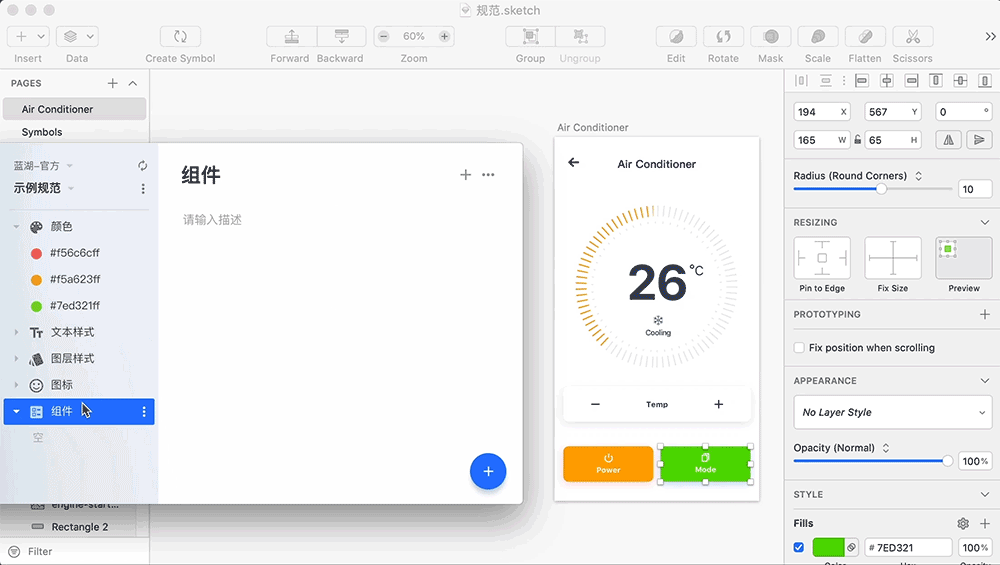 规范.sketch
Insert
Data
Create Symbol
Forward
Backward
60%
Zoom
Group
Ungroup
Edit
Rotate
Mask
Scale
Flatten
Scissors
PAGES
Air Conditioner
Symbols
蓝湖-官方
示例规范
颜色
#f56c6cff
#f5a623ff
#7ed321ff
文本样式
图层样式
图标
组件
空
组件
请输入描述
engine-start...
Rectangle 2
Filter
Air Conditioner
Air Conditioner
26 °C
Cooling
Temp
Power
Mode
194 X
567 Y
0 °
165 W
65 H
Radius (Round Corners)
10
RESIZING
Pin to Edge
Fix Size
Preview
PROTOTYPING
Fix position when scrolling
APPEARANCE
No Layer Style
Opacity (Normal)
100%
STYLE
Fills
# 7ED321
100%
Color
Hex
Opacity